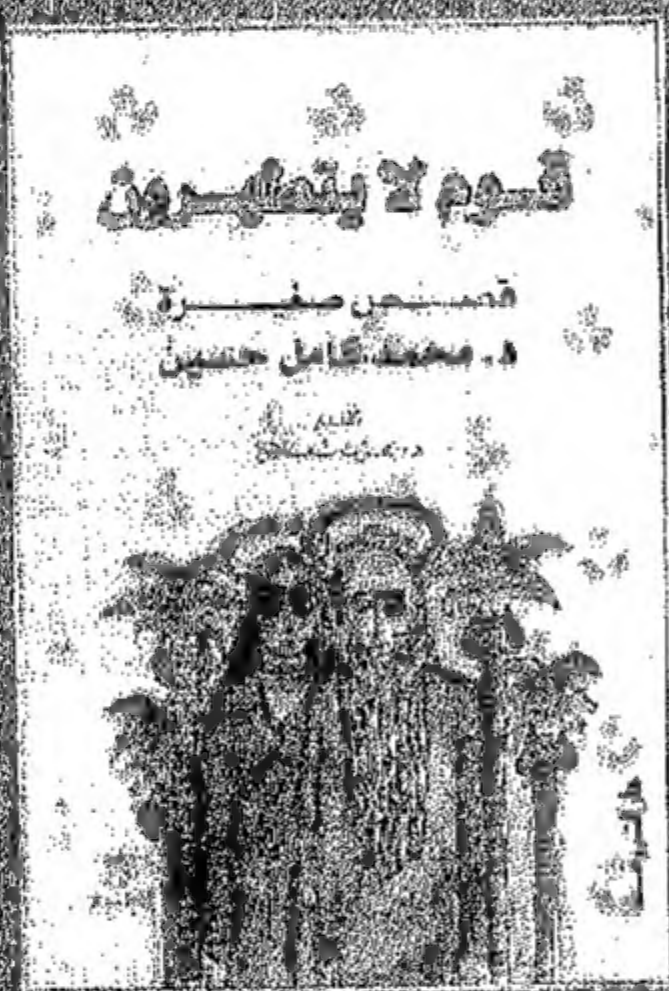 قوم لا يتطهرون
قصص صغيرة
د. محمد كامل حسين
تقديم